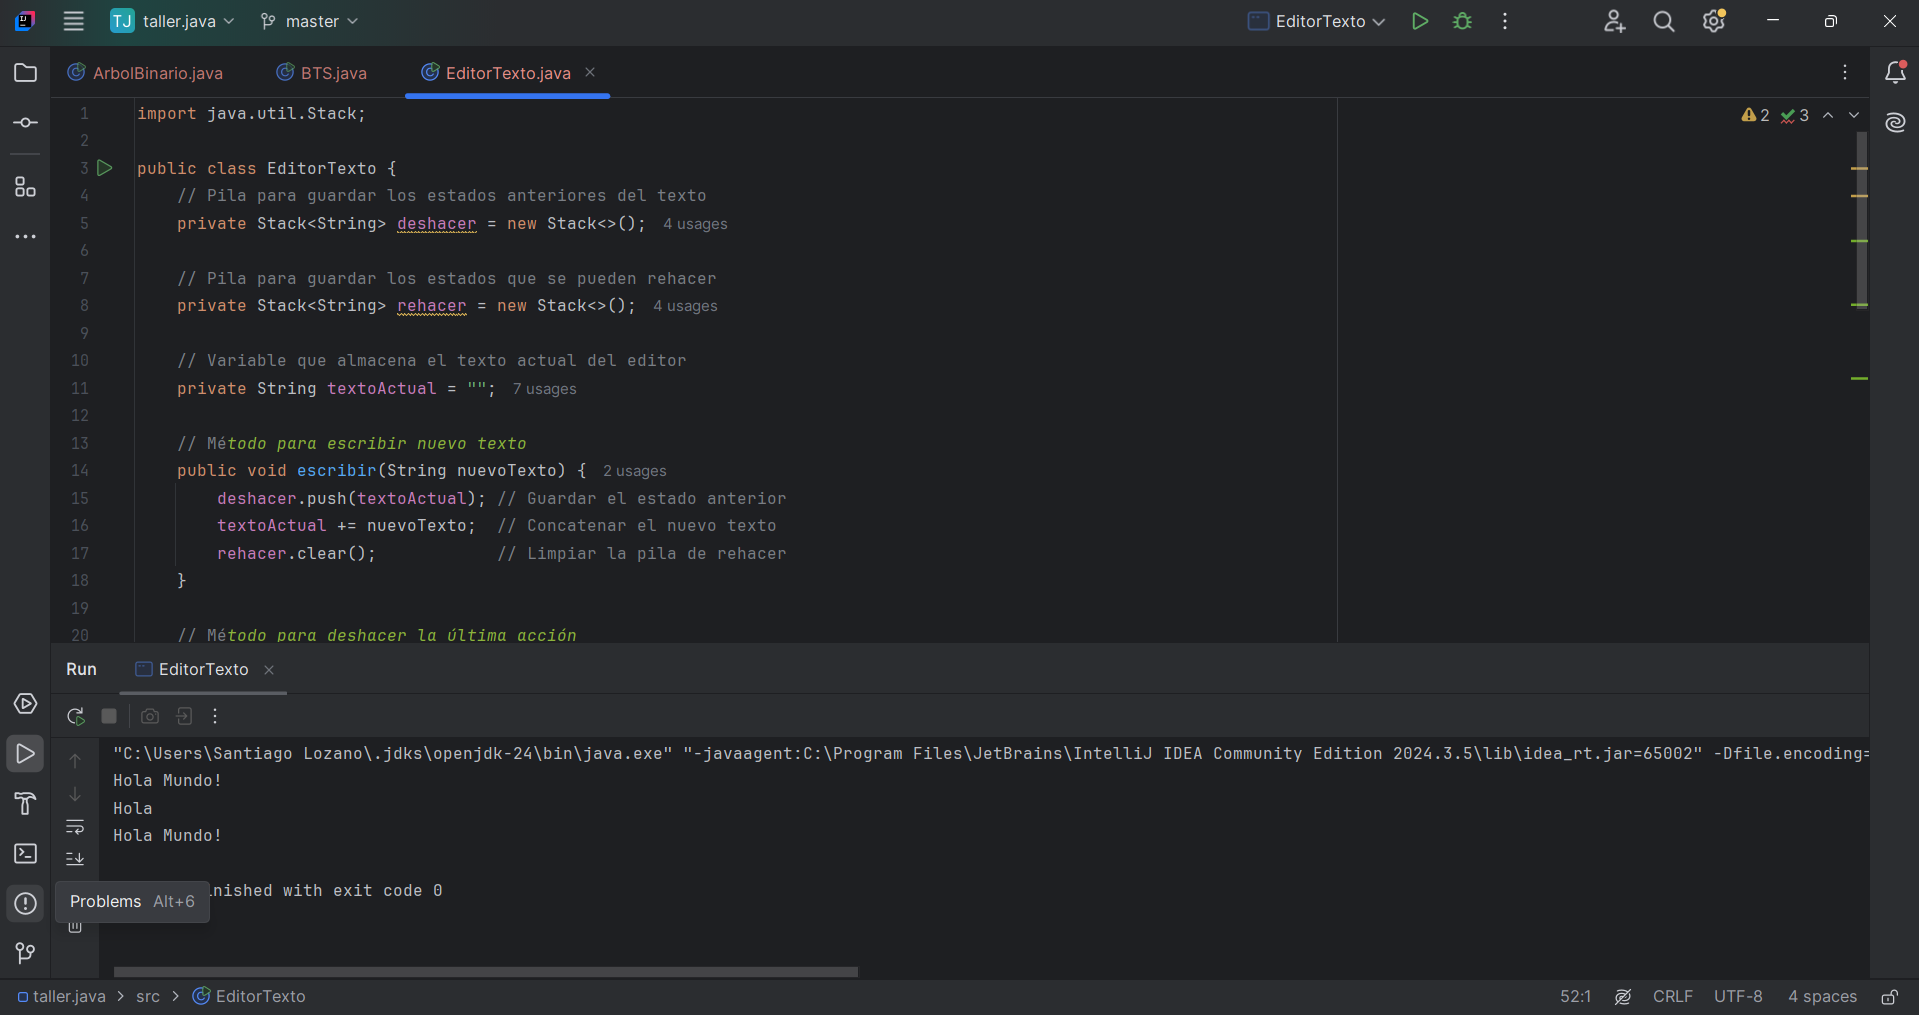 TJ taller.java master EditorTexto
ArbolBinario.java BTS.java EditorTexto.java
2 3
1 import java.util.Stack;
2
3 public class EditorTexto {
4 // Pila para guardar los estados anteriores del texto
5 private Stack<String> deshacer = new Stack<>(); 4 usages
6
7 // Pila para guardar los estados que se pueden rehacer
8 private Stack<String> rehacer = new Stack<>(); 4 usages
9
10 // Variable que almacena el texto actual del editor
11 private String textoActual = ""; 7 usages
12
13 // Método para escribir nuevo texto
14 public void escribir(String nuevoTexto) { 2 usages
15 deshacer.push(textoActual); // Guardar el estado anterior
16 textoActual += nuevoTexto; // Concatenar el nuevo texto
17 rehacer.clear(); // Limpiar la pila de rehacer
18 }
19
20 // Método para deshacer la última acción
Run EditorTexto
"C:\Users\Santiago Lozano\.jdks\openjdk-24\bin\java.exe" "-javaagent:C:\Program Files\JetBrains\IntelliJ IDEA Community Edition 2024.3.5\lib\idea_rt.jar=65002" -Dfile.encoding=
Hola Mundo!
Hola
Hola Mundo!
inished with exit code 0
Problems Alt+6
taller.java > src > EditorTexto 52:1 CRLF UTF-8 4 spaces